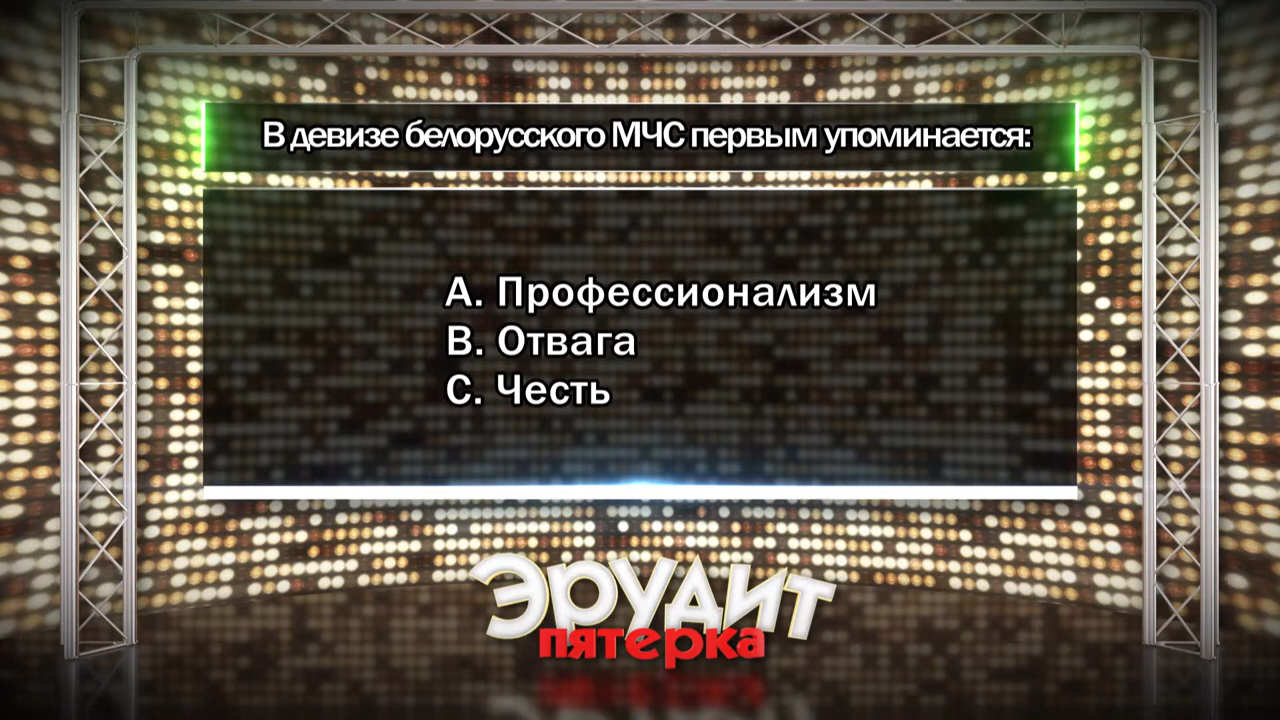 В девизе белорусского МЧС первым упоминается:
A. Профессионализм
B. Отвага
C. Честь
Эрудит
пятерка